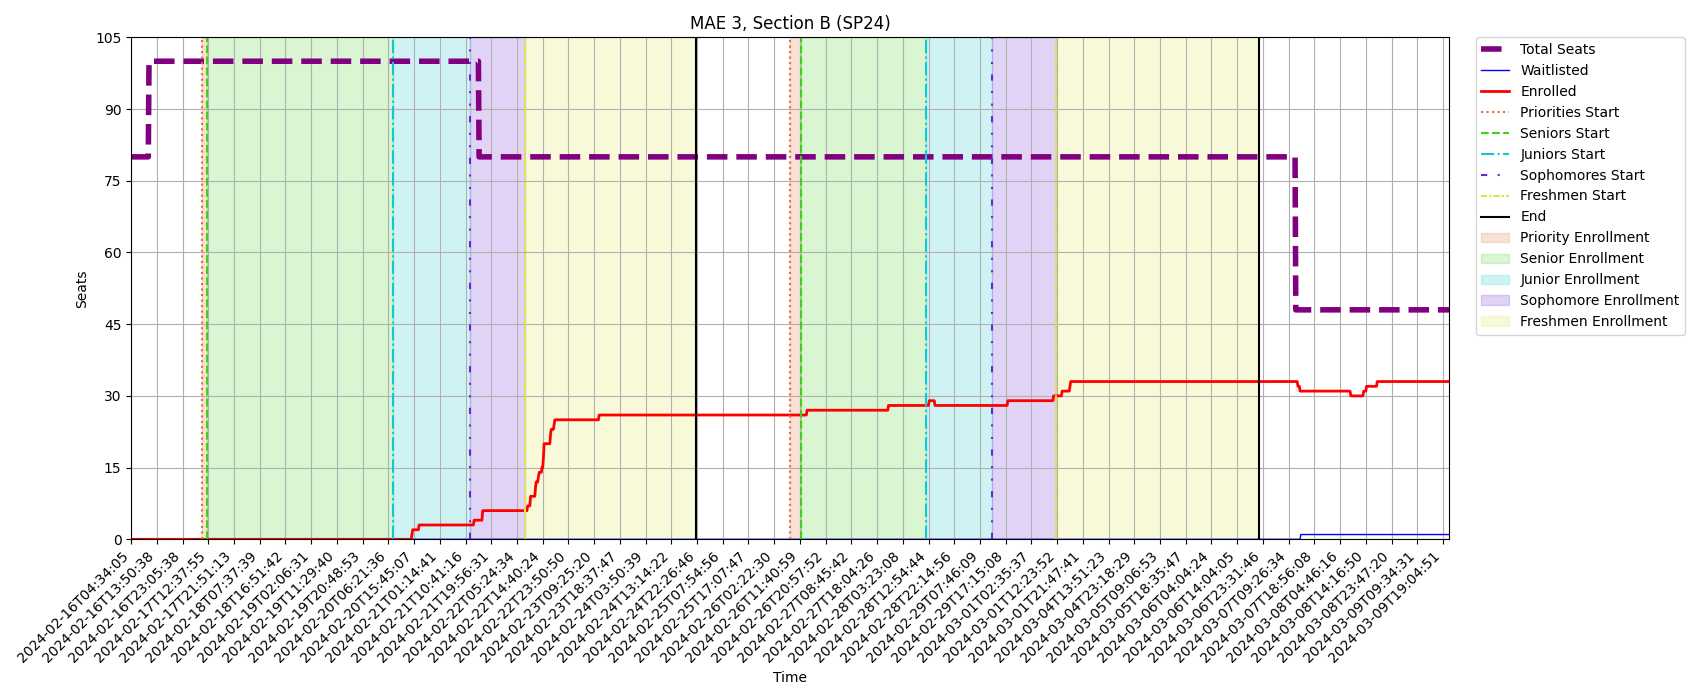 MAE 3, Section B (SP24)
105
90
75
60
45
30
15
0
Seats
2024-02-16T04:34:05
2024-02-16T13:50:38
2024-02-16T23:05:38
2024-02-17T12:37:55
2024-02-17T21:51:13
2024-02-18T07:37:39
2024-02-18T16:51:42
2024-02-19T02:06:31
2024-02-19T11:29:40
2024-02-19T20:48:53
2024-02-20T06:21:36
2024-02-20T15:45:07
2024-02-21T01:14:41
2024-02-21T10:41:16
2024-02-21T19:56:31
2024-02-22T05:24:34
2024-02-22T14:40:24
2024-02-22T23:50:50
2024-02-23T09:25:20
2024-02-23T18:37:47
2024-02-24T03:50:39
2024-02-24T13:14:22
2024-02-24T22:26:46
2024-02-25T07:54:56
2024-02-25T17:07:47
2024-02-26T02:22:30
2024-02-26T11:40:59
2024-02-26T20:57:52
2024-02-27T08:45:42
2024-02-27T18:04:26
2024-02-28T03:23:08
2024-02-28T12:54:44
2024-02-28T22:14:56
2024-02-29T07:46:09
2024-02-29T17:15:08
2024-03-01T02:35:37
2024-03-01T12:23:52
2024-03-01T21:47:41
2024-03-04T13:51:23
2024-03-04T23:18:29
2024-03-05T09:06:53
2024-03-05T18:35:47
2024-03-06T04:04:24
2024-03-06T14:04:05
2024-03-06T23:31:46
2024-03-07T09:26:34
2024-03-07T18:56:08
2024-03-08T04:46:16
2024-03-08T14:16:50
2024-03-08T23:47:20
2024-03-09T09:34:31
2024-03-09T19:04:51
Time
Total Seats
Waitlisted
Enrolled
Priorities Start
Seniors Start
Juniors Start
Sophomores Start
Freshmen Start
End
Priority Enrollment
Senior Enrollment
Junior Enrollment
Sophomore Enrollment
Freshmen Enrollment